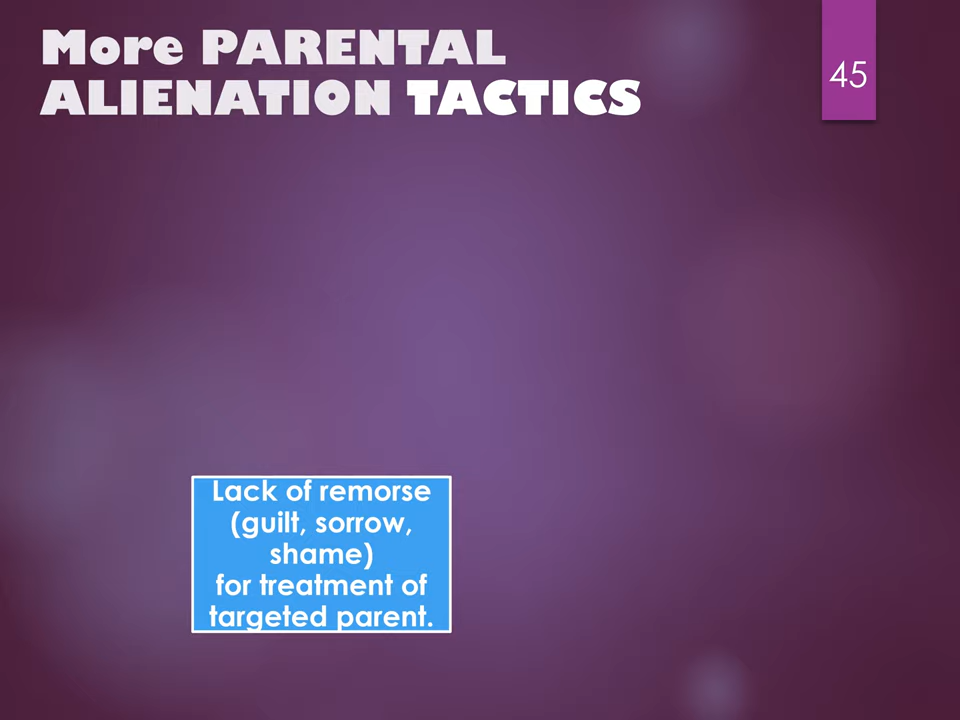 More PARENTAL
ALIENATION TACTICS
45
Lack of remorse
(guilt, sorrow,
shame)
for treatment of
targeted parent.